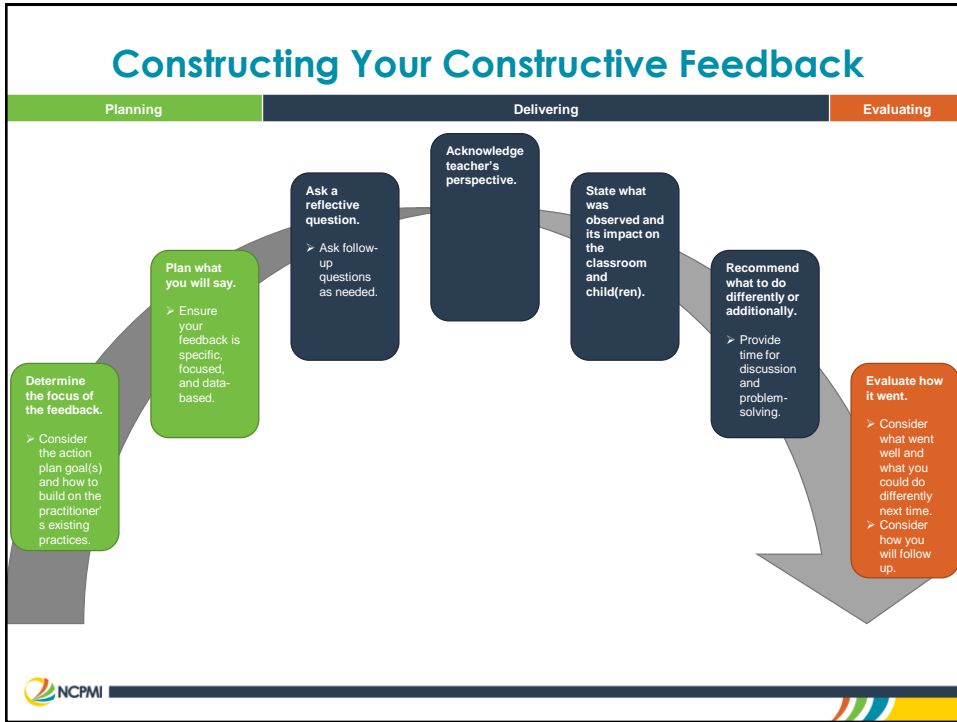 Constructing Your Constructive Feedback
Planning
Delivering
Evaluating
Determine
the focus of
the feedback.
➢ Consider
the action
plan goal(s)
and how to
build on the
practitioner'
s existing
practices.
Plan what
you will say.
➢ Ensure
your
feedback is
specific,
focused,
and data-
based.
Ask a
reflective
question.
➢ Ask follow-
up
questions
as needed.
Acknowledge
teacher's
perspective.
State what
was
observed and
its impact on
the
classroom
and
child(ren).
Recommend
what to do
differently or
additionally.
➢ Provide
time for
discussion
and
problem-
solving.
Evaluate how
it went.
➢ Consider
what went
well and
what you
could do
differently
next time.
➢ Consider
how you
will follow
up.
NCPMI